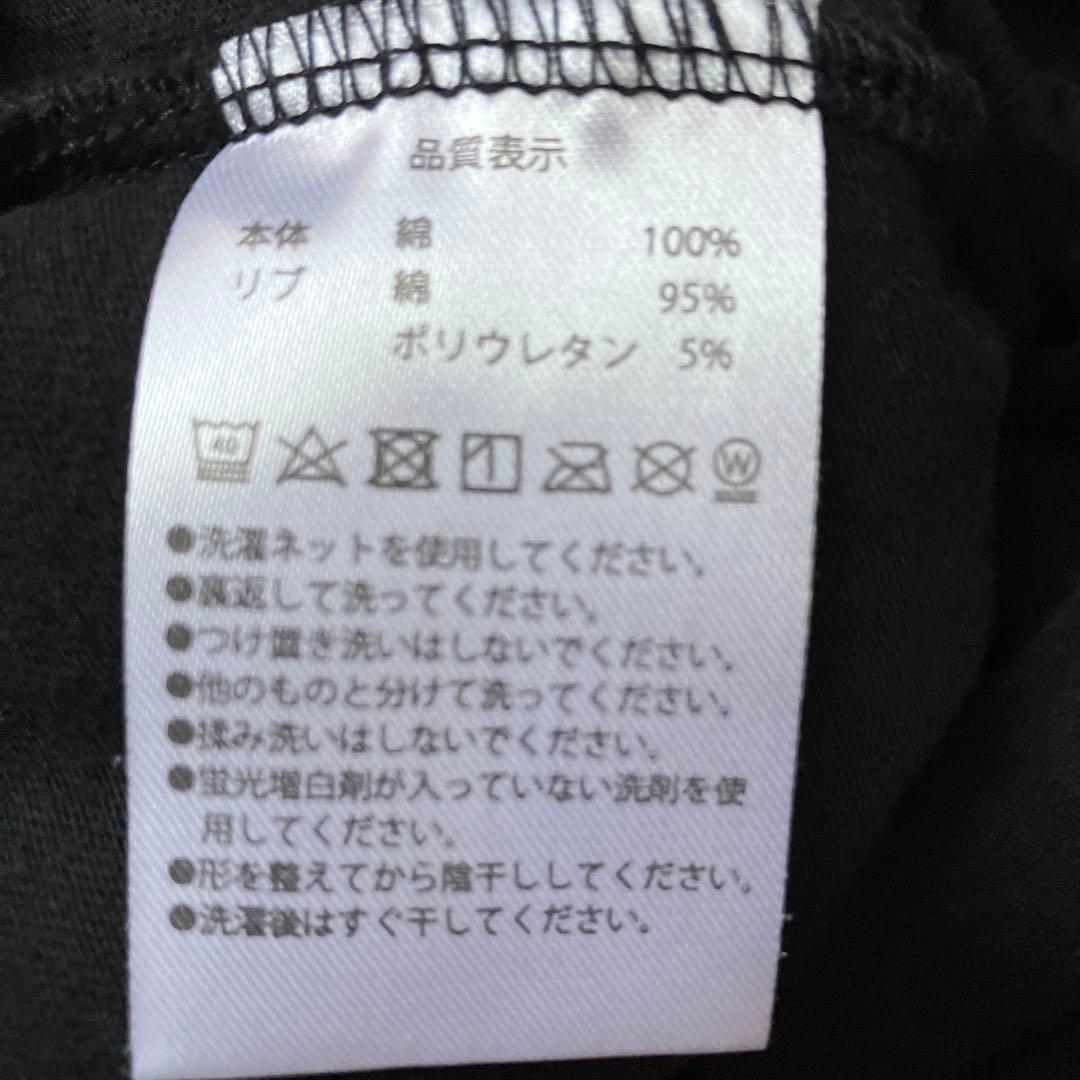 品質表示
本体 綿 100%
リブ 綿 95%
ポリウレタン 5%
40 W
●洗濯ネットを使用してください。
●裏返して洗ってください。
●つけ置き洗いはしないでください。
●他のものと分けて洗ってください。
●揉み洗いはしないでください。
●蛍光増白剤が入っていない洗剤を使
用してください。
●形を整えてから陰干ししてください。
●洗濯後はすぐ干してください。